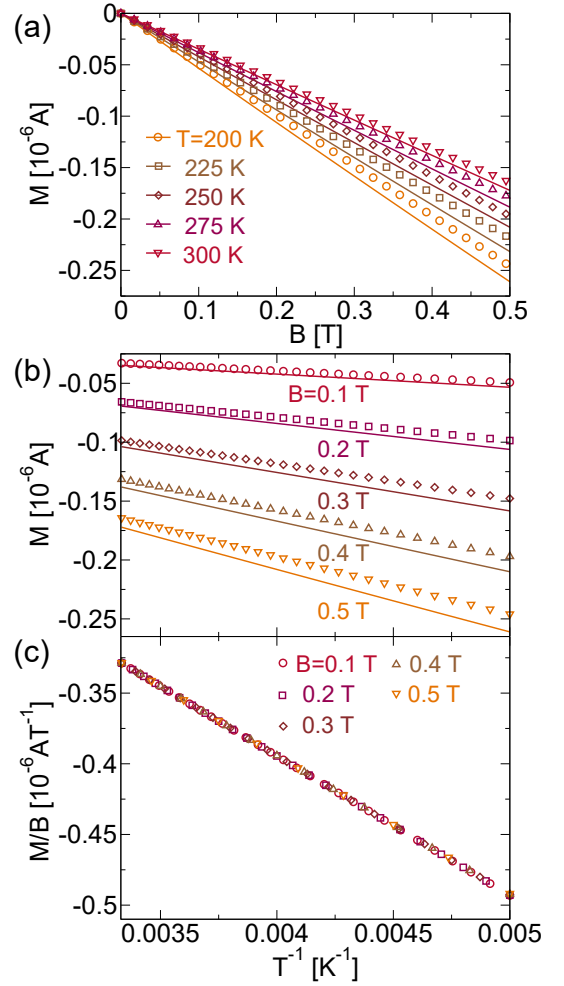 (a)
0
-0.05
-0.1
-0.15
-0.2
-0.25
M [10⁻⁶A]
T=200 K
225 K
250 K
275 K
300 K
0 0.1 0.2 0.3 0.4 0.5
B [T]
(b)
-0.05
-0.1
-0.15
-0.2
-0.25
M [10⁻⁶A]
B=0.1 T
0.2 T
0.3 T
0.4 T
0.5 T
(c)
-0.35
-0.4
-0.45
-0.5
M/B [10⁻⁶AT⁻¹]
B=0.1 T 0.4 T
0.2 T 0.5 T
0.3 T
0.0035 0.004 0.0045 0.005
T⁻¹ [K⁻¹]